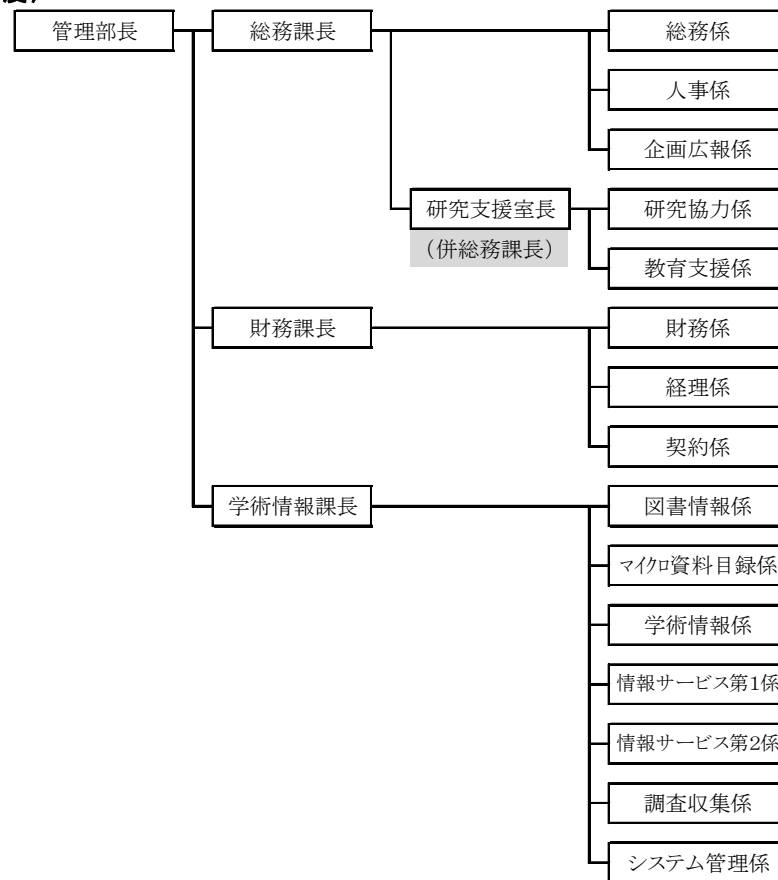 管理部長
総務課長
総務係
人事係
企画広報係
研究支援室長
(併総務課長)
研究協力係
教育支援係
財務課長
財務係
経理係
契約係
学術情報課長
図書情報係
マイクロ資料目録係
学術情報係
情報サービス第1係
情報サービス第2係
調査収集係
システム管理係